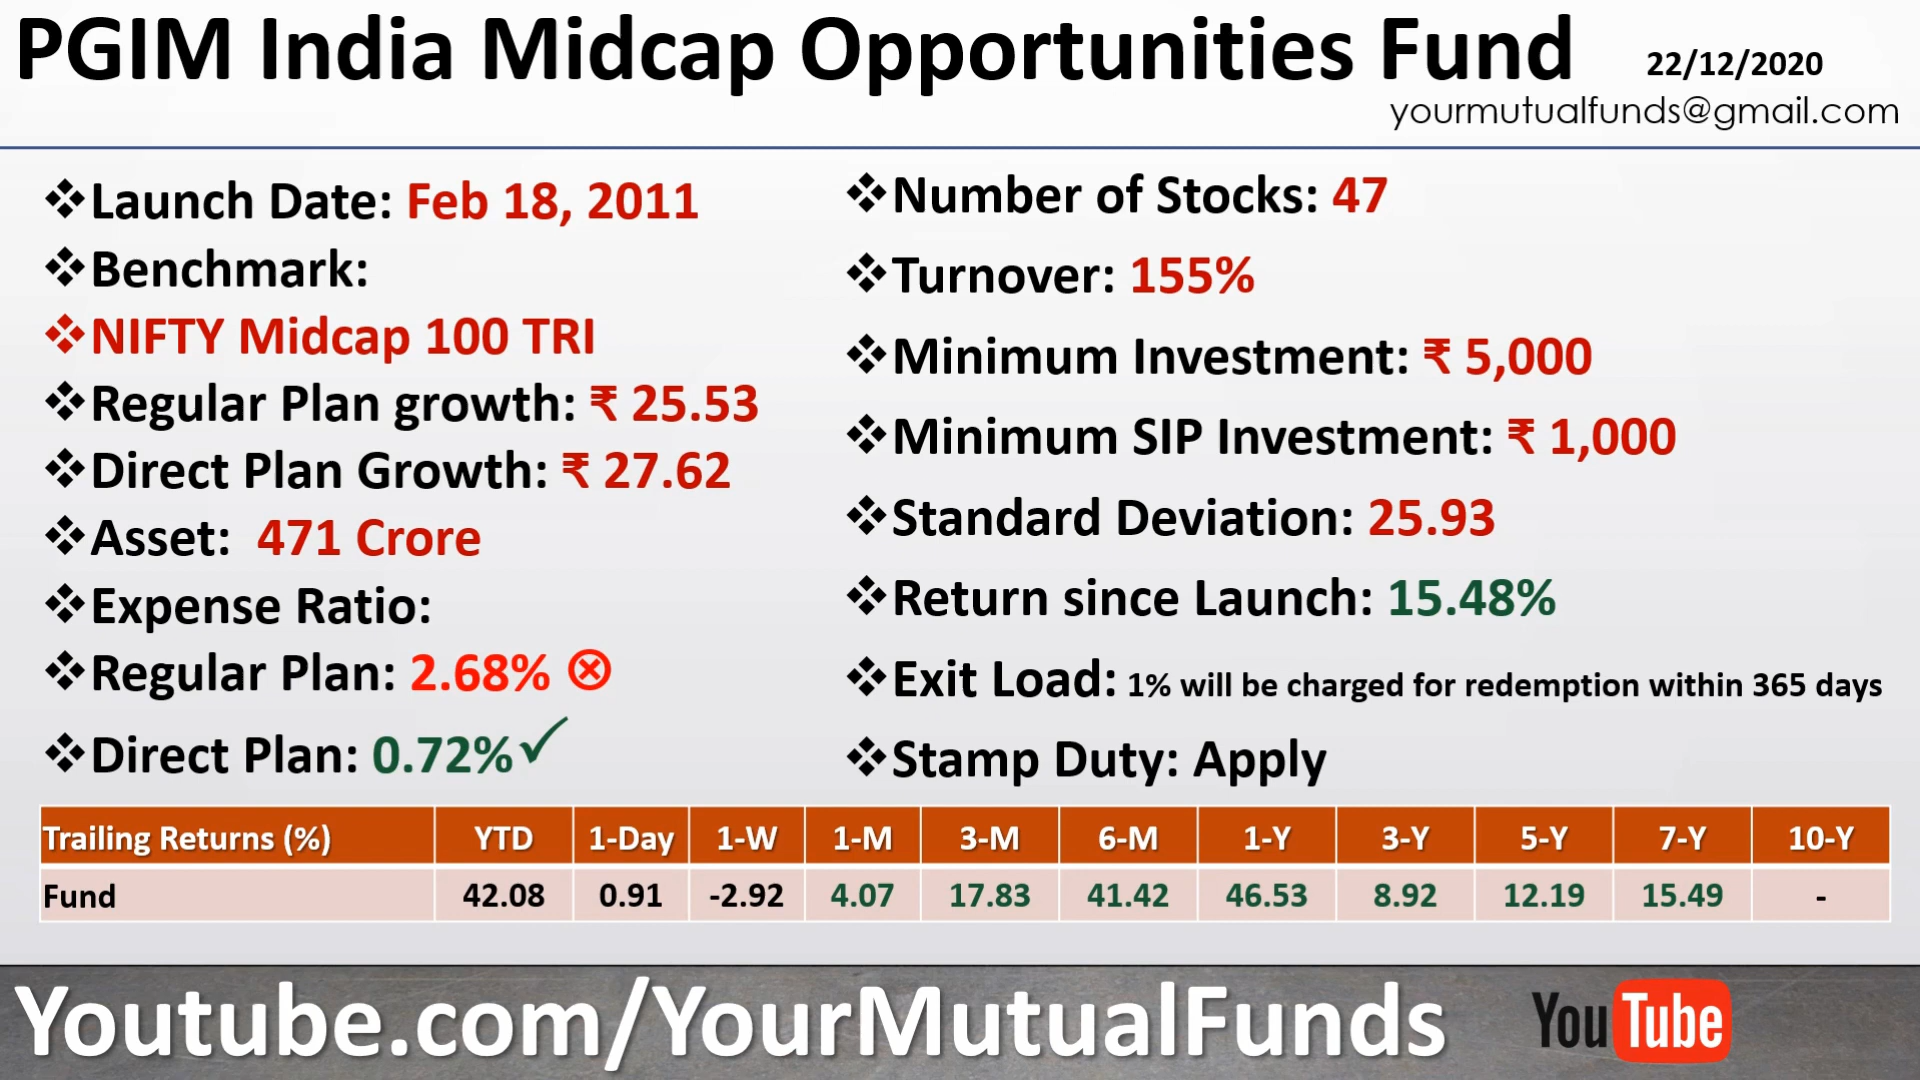 PGIM India Midcap Opportunities Fund 22/12/2020
yourmutualfunds@gmail.com
❖Launch Date: Feb 18, 2011
❖Benchmark:
❖NIFTY Midcap 100 TRI
❖Regular Plan growth: ₹ 25.53
❖Direct Plan Growth: ₹ 27.62
❖Asset: 471 Crore
❖Expense Ratio:
❖Regular Plan: 2.68% ⊗
❖Direct Plan: 0.72%✓
❖Number of Stocks: 47
❖Turnover: 155%
❖Minimum Investment: ₹ 5,000
❖Minimum SIP Investment: ₹ 1,000
❖Standard Deviation: 25.93
❖Return since Launch: 15.48%
❖Exit Load: 1% will be charged for redemption within 365 days
❖Stamp Duty: Apply
Trailing Returns (%) YTD 1-Day 1-W 1-M 3-M 6-M 1-Y 3-Y 5-Y 7-Y 10-Y
Fund 42.08 0.91 -2.92 4.07 17.83 41.42 46.53 8.92 12.19 15.49 -
Youtube.com/YourMutualFunds YouTube